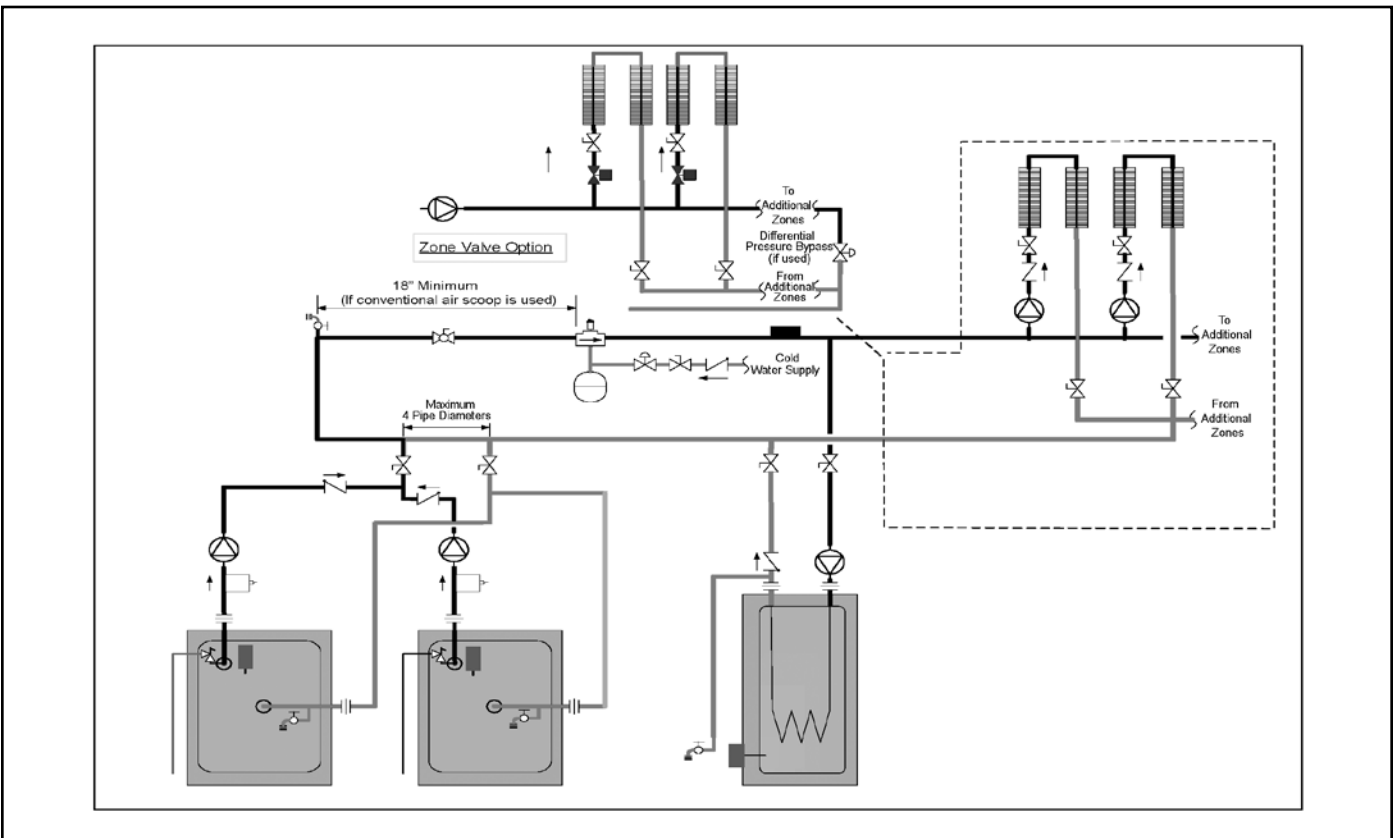 To
Additional
Zones
Zone Valve Option
Differential
Pressure Bypass
(if used)
18" Minimum
(If conventional air scoop is used)
From
Additional
Zones
To
Additional
Zones
Cold
Water Supply
Maximum
4 Pipe Diameters
From
Additional
Zones